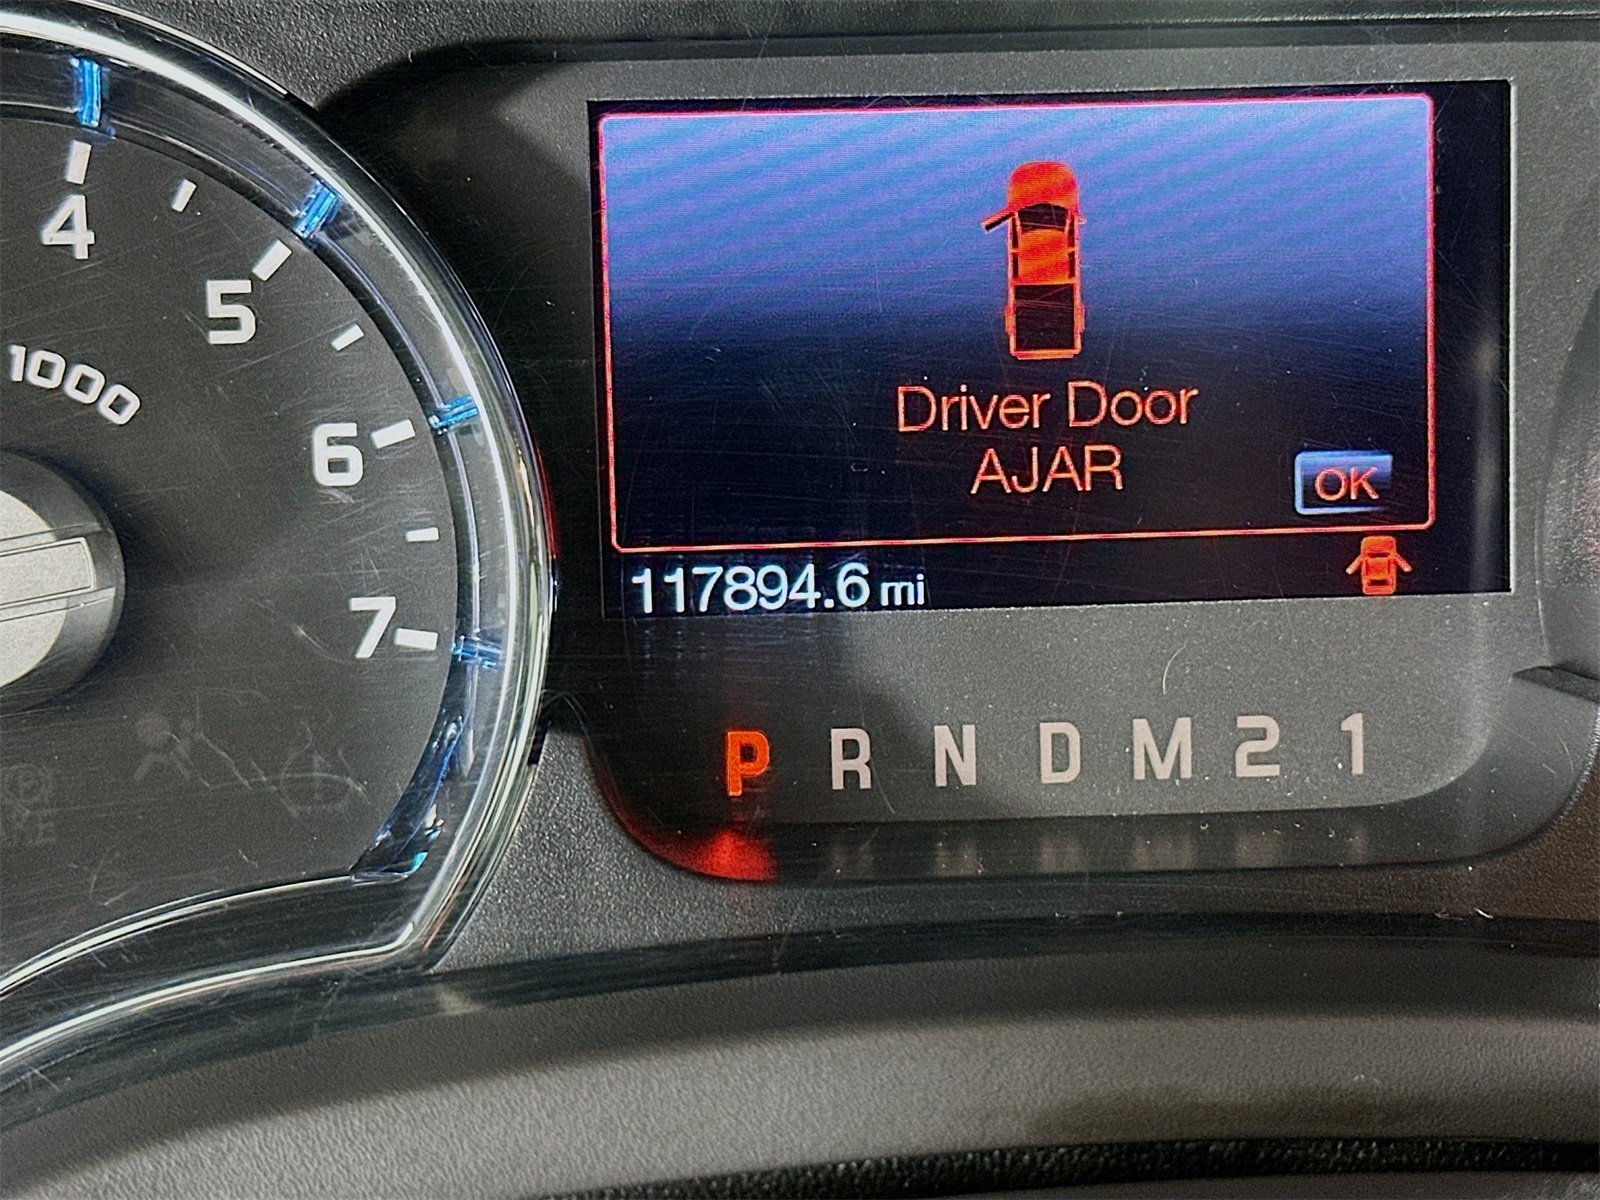 4
5
1000
6
7
Driver Door
AJAR
OK
117894.6 mi
P R N D M 2 1